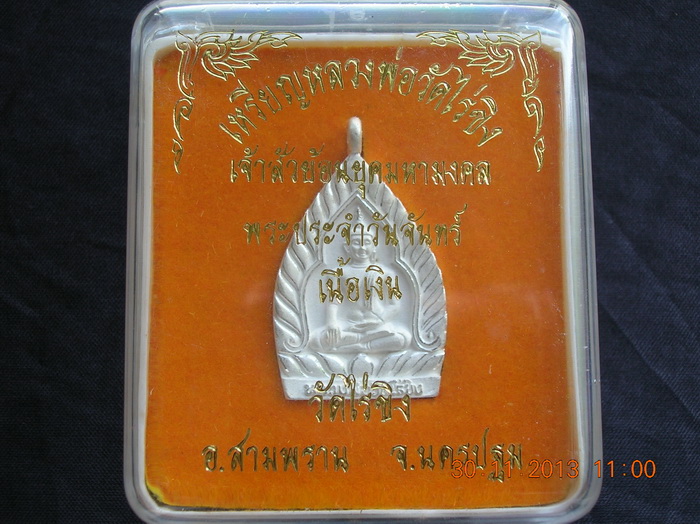 เหรียญหลวงพ่อวัดไร่ขิง
เจ้าสัวย้อนยุคมหามงคล
พระประจำวันจันทร์
เนื้อเงิน
วัดไร่ขิง
อ.สามพราน จ.นครปฐม
30 11 2013 11:00